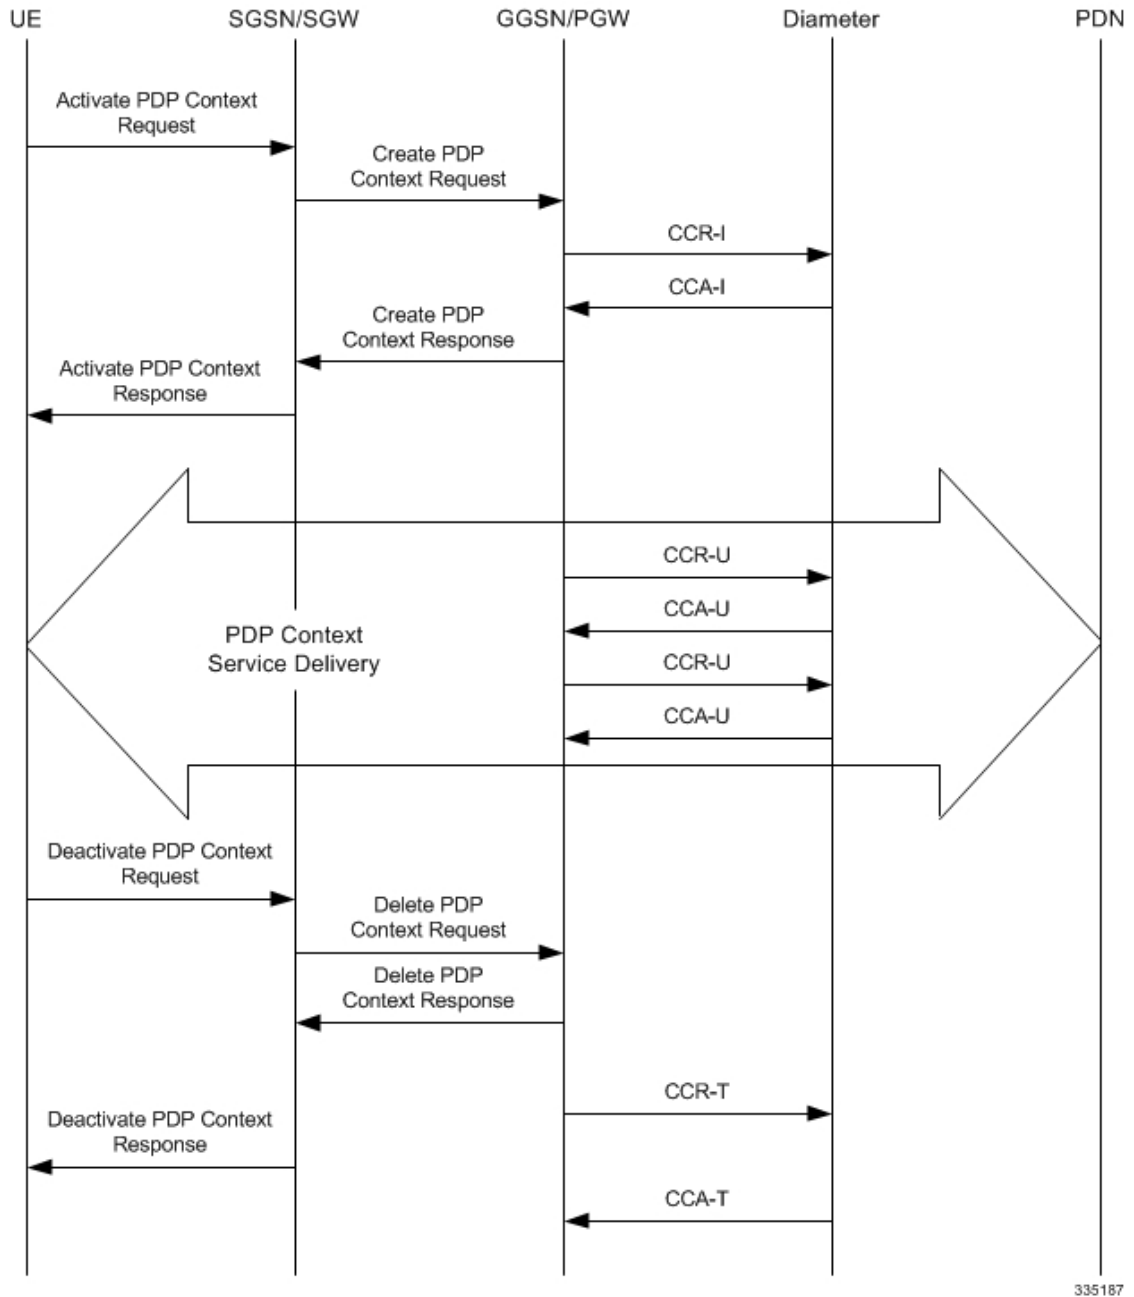 UE
SGSN/SGW
GGSN/PGW
Diameter
PDN
Activate PDP Context
Request
Create PDP
Context Request
CCR-I
CCA-I
Create PDP
Context Response
Activate PDP Context
Response
CCR-U
CCA-U
PDP Context
Service Delivery
CCR-U
CCA-U
Deactivate PDP Context
Request
Delete PDP
Context Request
Delete PDP
Context Response
CCR-T
Deactivate PDP Context
Response
CCA-T
335187